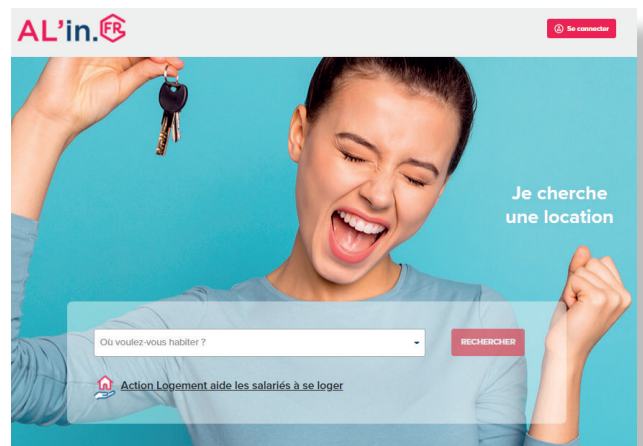 AL'in.FR
Se connecter
Je cherche
une location
Où voulez-vous habiter ?
RECHERCHER
Action Logement aide les salariés à se loger